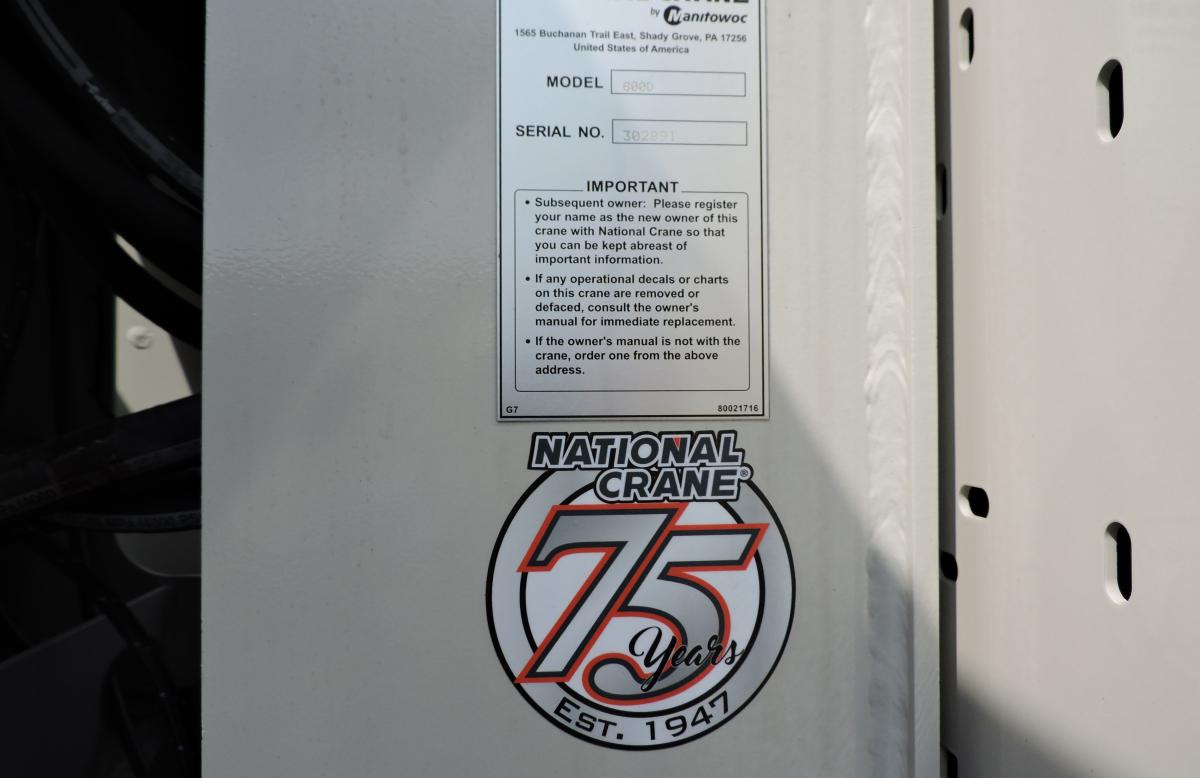 by Manitowoc
1565 Buchanan Trail East, Shady Grove, PA 17256
United States of America
MODEL 600D
SERIAL NO. 302891
IMPORTANT
• Subsequent owner: Please register
your name as the new owner of this
crane with National Crane so that
you can be kept abreast of
important information.
• If any operational decals or charts
on this crane are removed or
defaced, consult the owner's
manual for immediate replacement.
• If the owner's manual is not with the
crane, order one from the above
address.
G7 80021716
NATIONAL
CRANE®
75
Years
EST. 1947